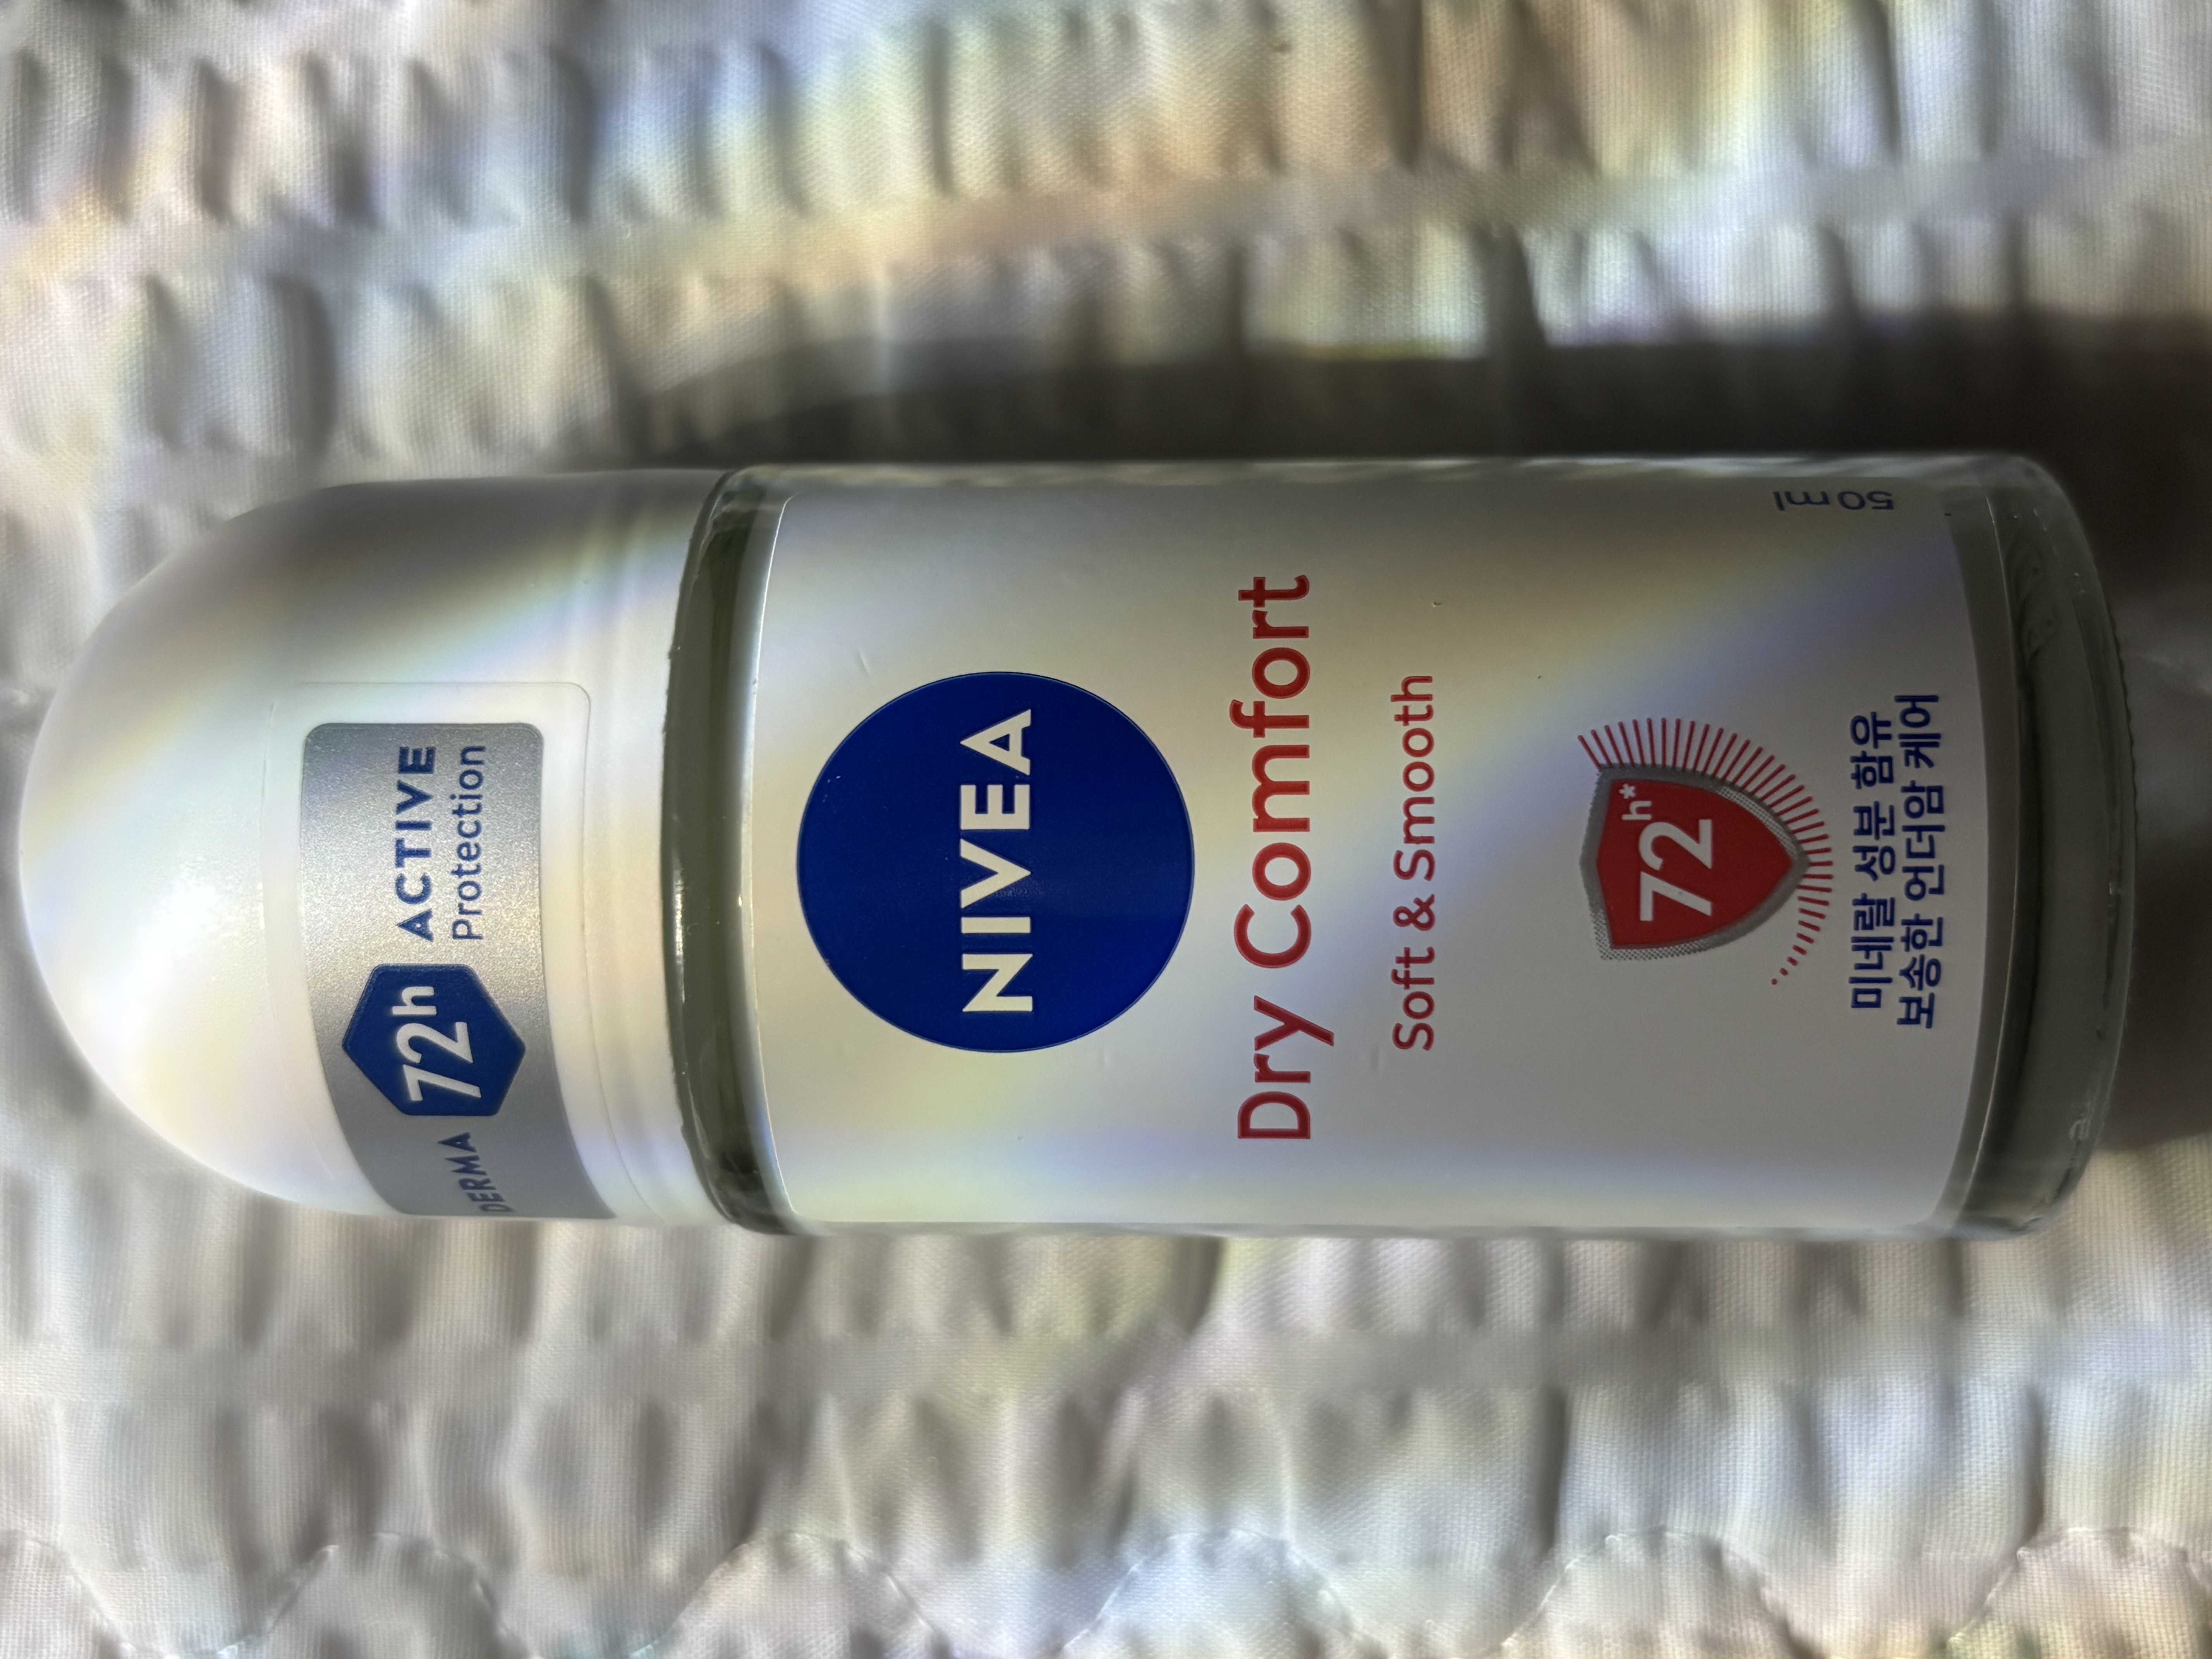 DERMA 72h ACTIVE
Protection
NIVEA
Dry Comfort
Soft & Smooth
72h*
미네랄 성분 함유
보송한 언더암 케어
50 ml